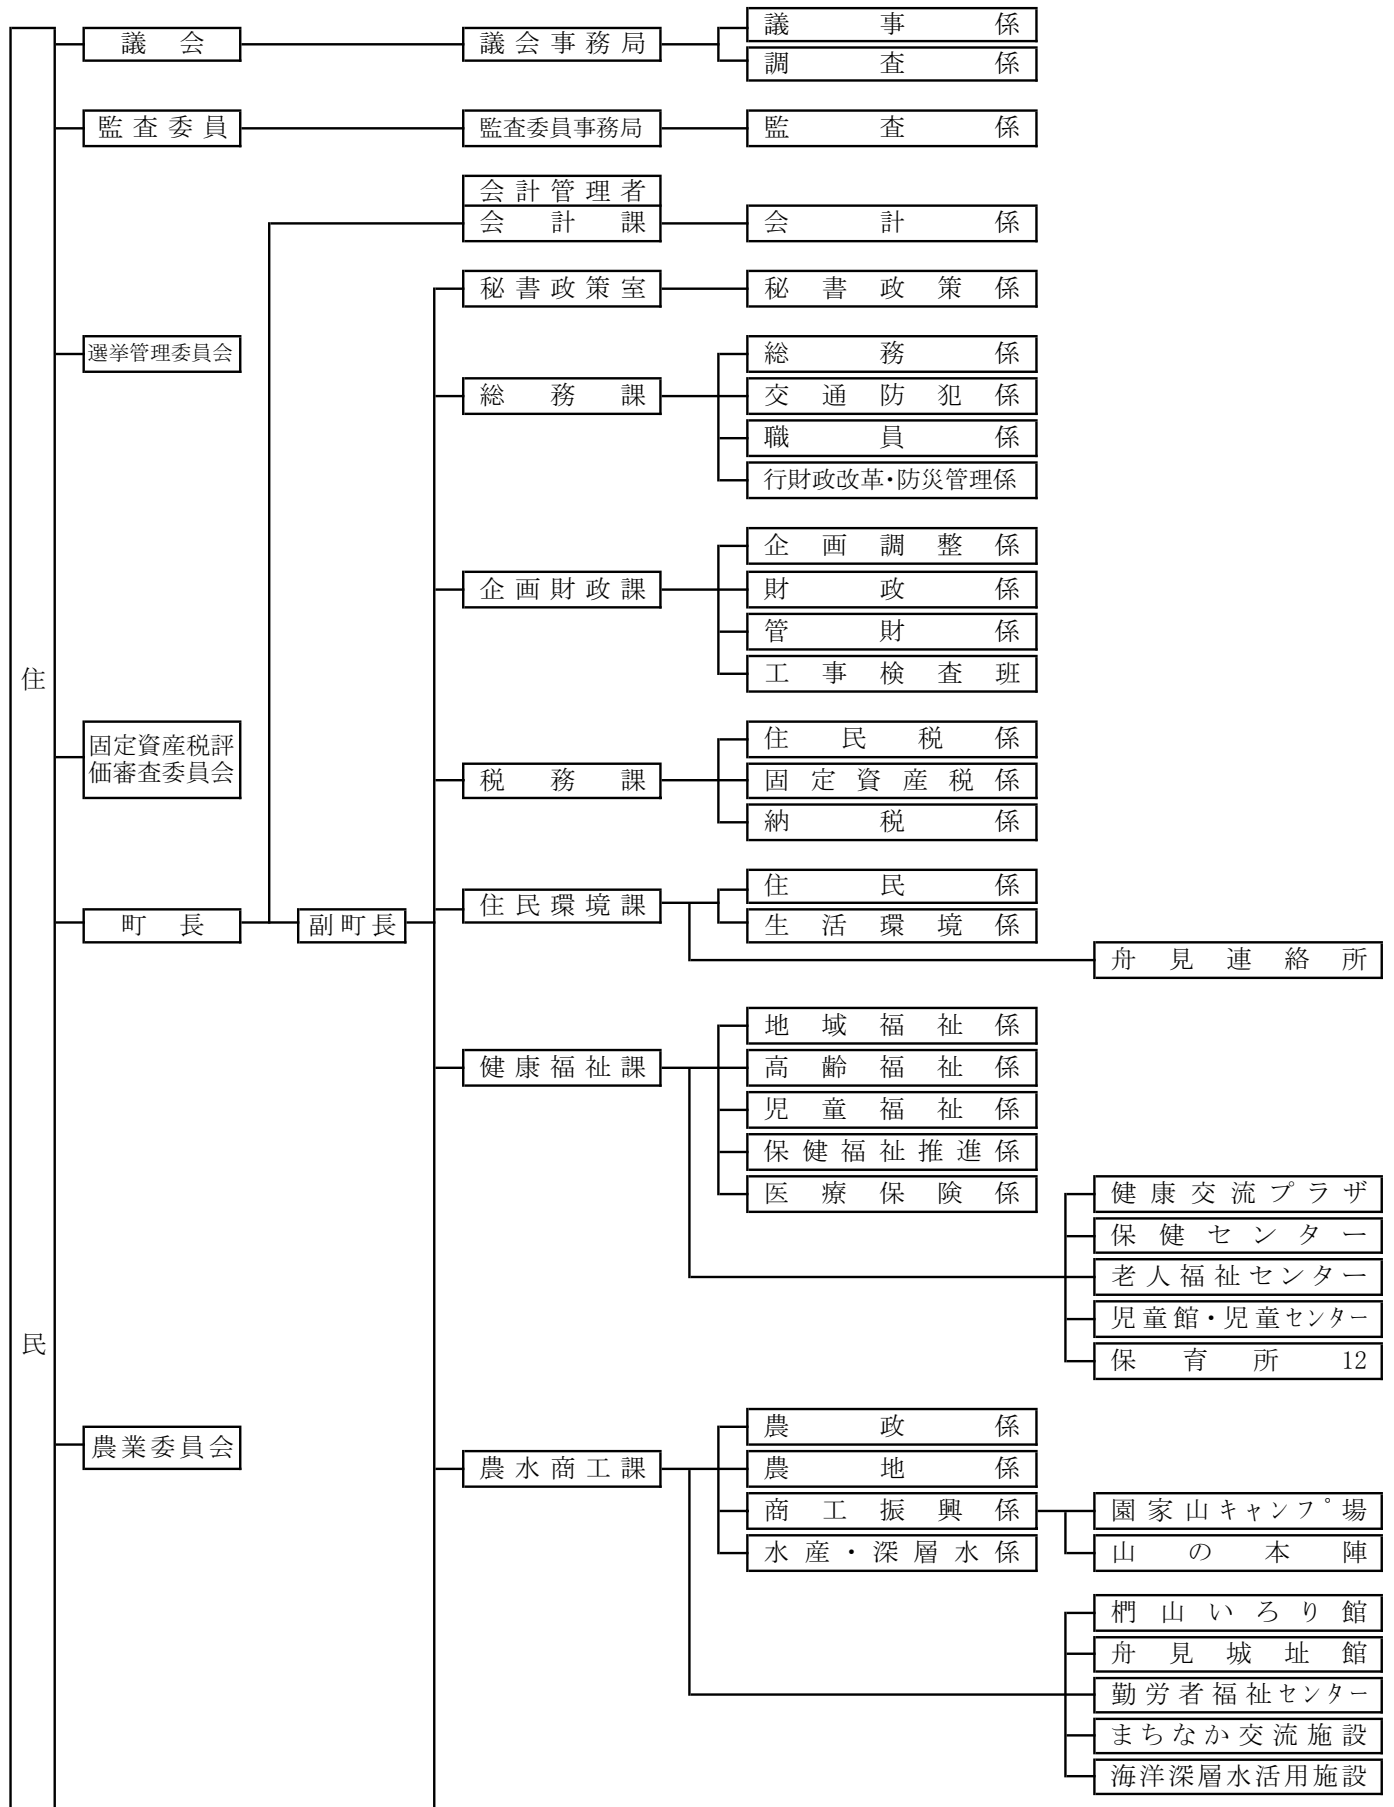 議会
議会事務局
議事係
調査係
監査委員
監査委員事務局
監査係
会計管理者
会計課
会計係
秘書政策室
秘書政策係
選挙管理委員会
総務課
総務係
交通防犯係
職員係
行財政改革・防災管理係
企画財政課
企画調整係
財政係
管財係
工事検査班
住民
固定資産税評
価審査委員会
税務課
住民税係
固定資産税係
納税係
町長
副町長
住民環境課
住民係
生活環境係
舟見連絡所
健康福祉課
地域福祉係
高齢福祉係
児童福祉係
保健福祉推進係
医療保険係
健康交流プラザ
保健センター
老人福祉センター
児童館・児童センター
保育所 12
農業委員会
農水商工課
農政係
農地係
商工振興係
水産・深層水係
園家山キャンプ場
山の本陣
椚山いろり館
舟見城址館
勤労者福祉センター
まちなか交流施設
海洋深層水活用施設